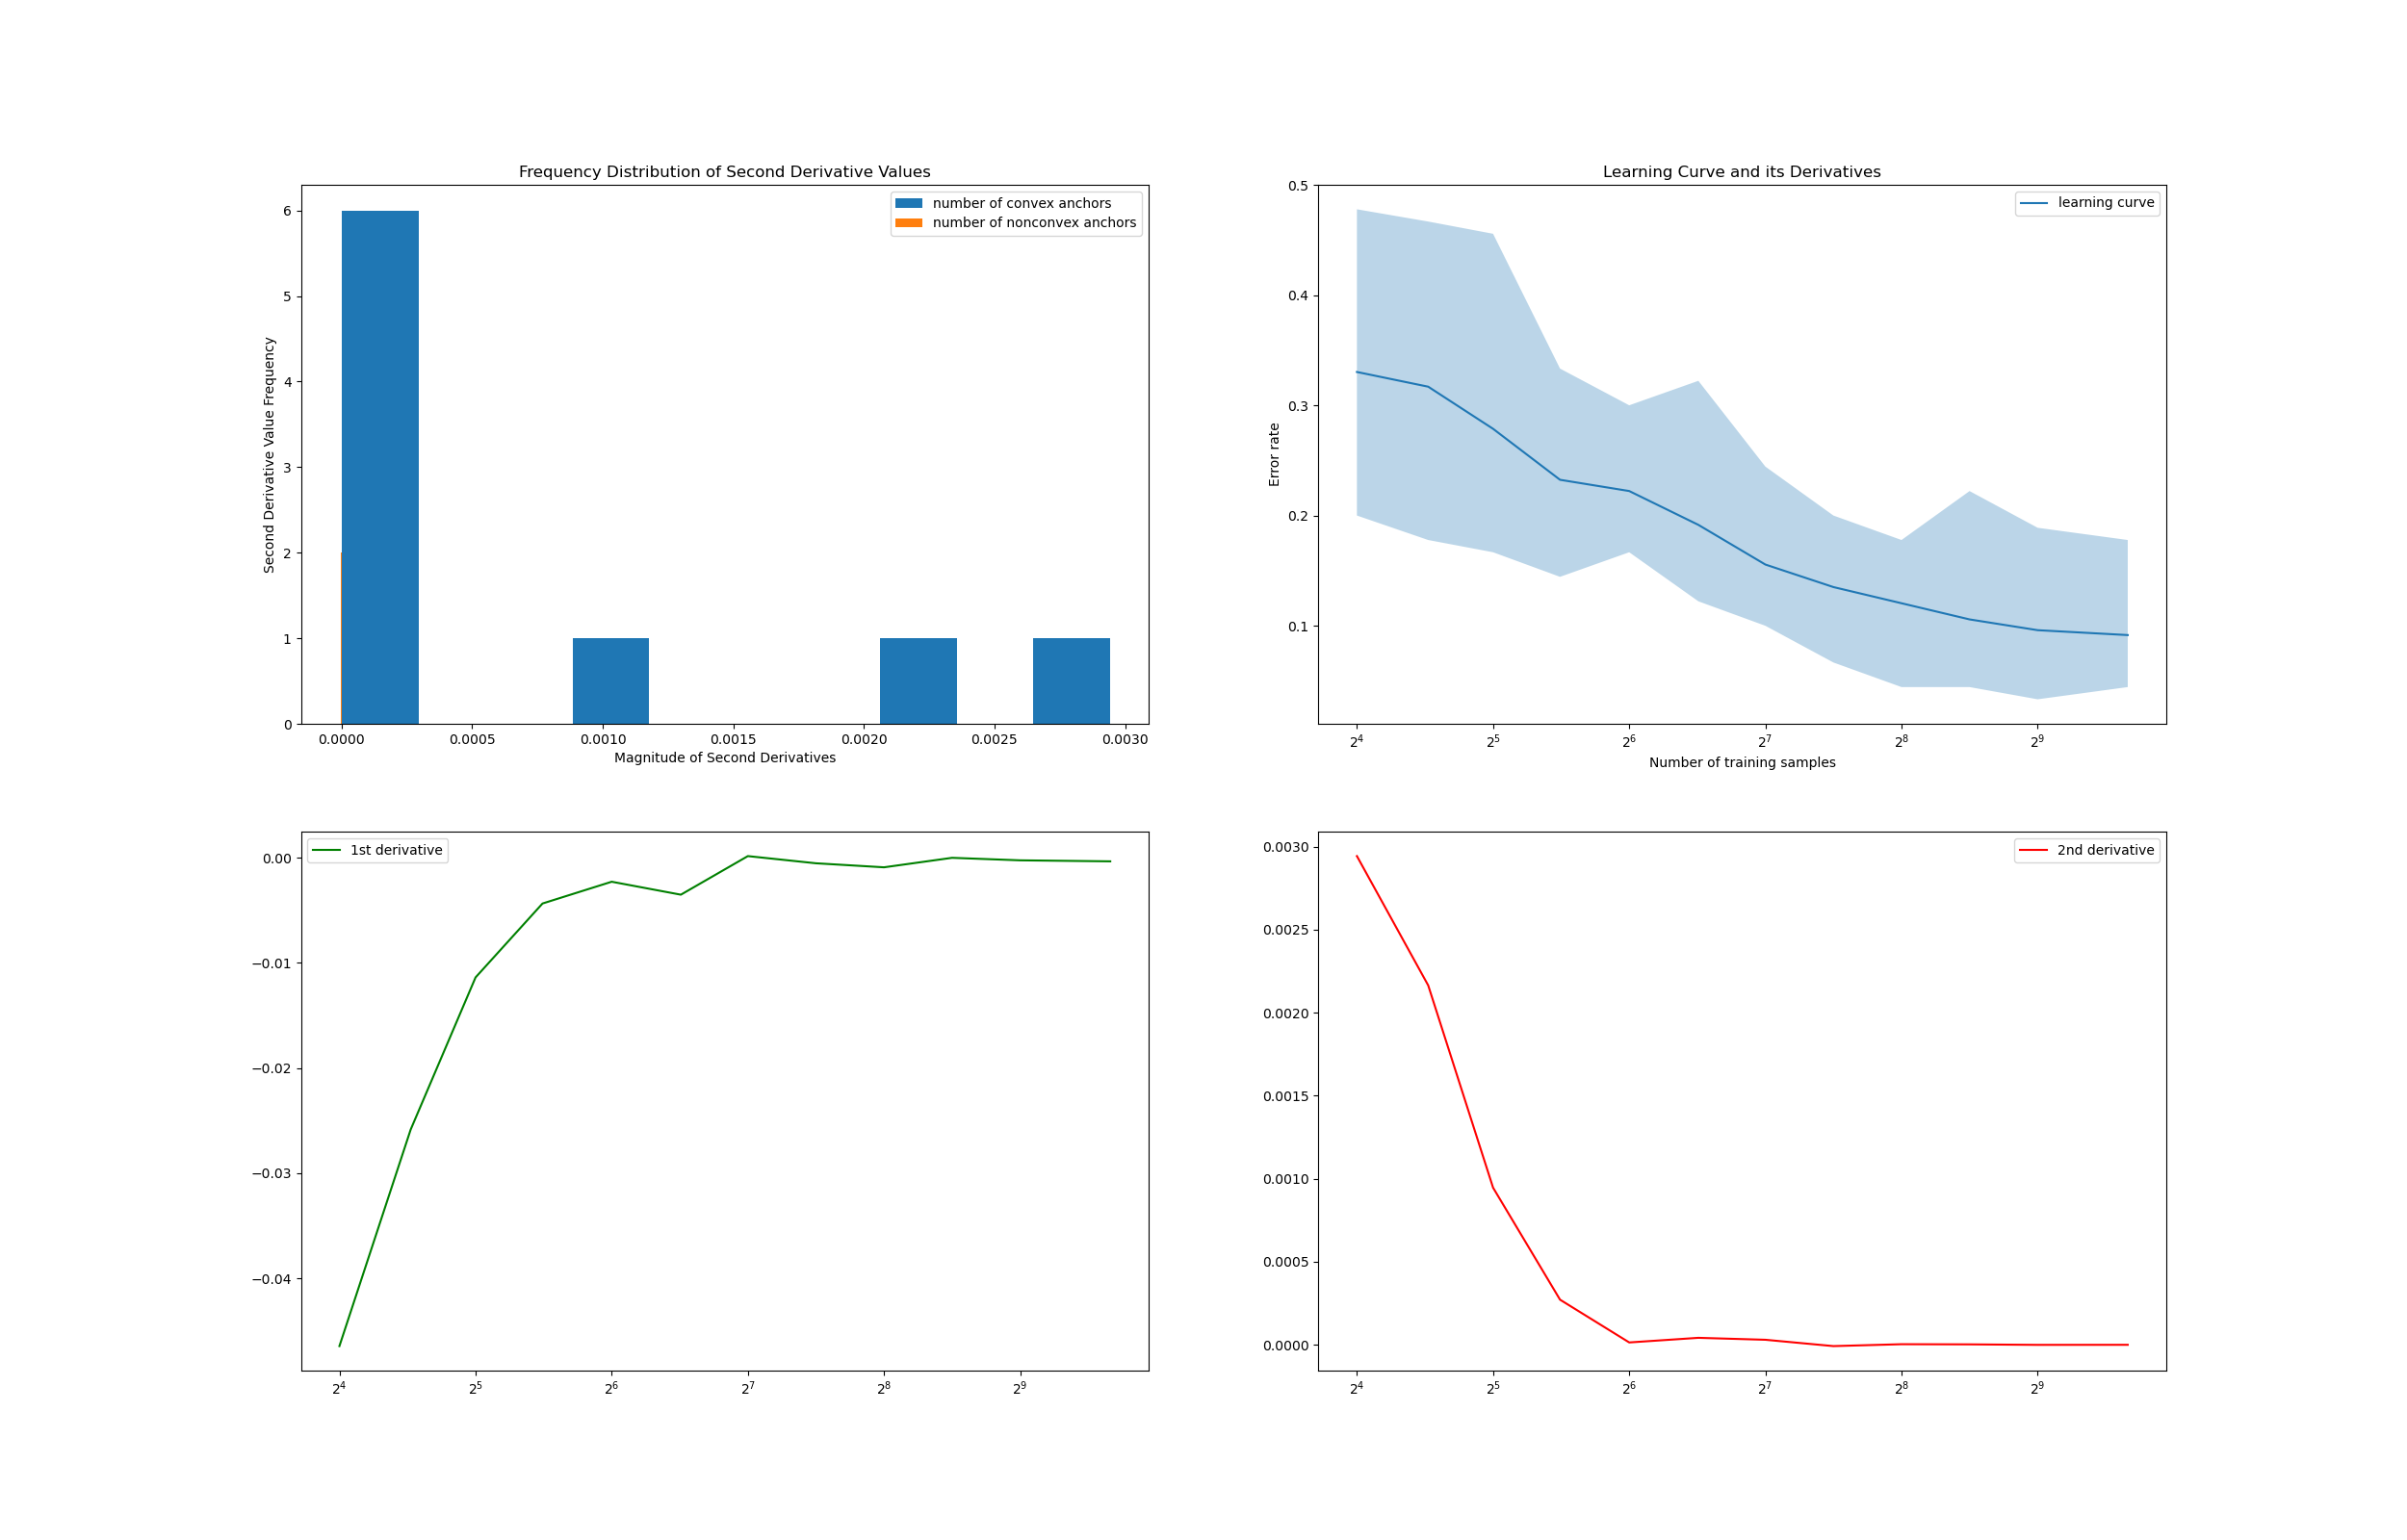 Frequency Distribution of Second Derivative Values
number of convex anchors
number of nonconvex anchors
Second Derivative Value Frequency
6
5
4
3
2
1
0
0.0000 0.0005 0.0010 0.0015 0.0020 0.0025 0.0030
Magnitude of Second Derivatives
Learning Curve and its Derivatives
learning curve
Error rate
0.5
0.4
0.3
0.2
0.1
2⁴ 2⁵ 2⁶ 2⁷ 2⁸ 2⁹
Number of training samples
1st derivative
0.00
−0.01
−0.02
−0.03
−0.04
2⁴ 2⁵ 2⁶ 2⁷ 2⁸ 2⁹
2nd derivative
0.0030
0.0025
0.0020
0.0015
0.0010
0.0005
0.0000
2⁴ 2⁵ 2⁶ 2⁷ 2⁸ 2⁹